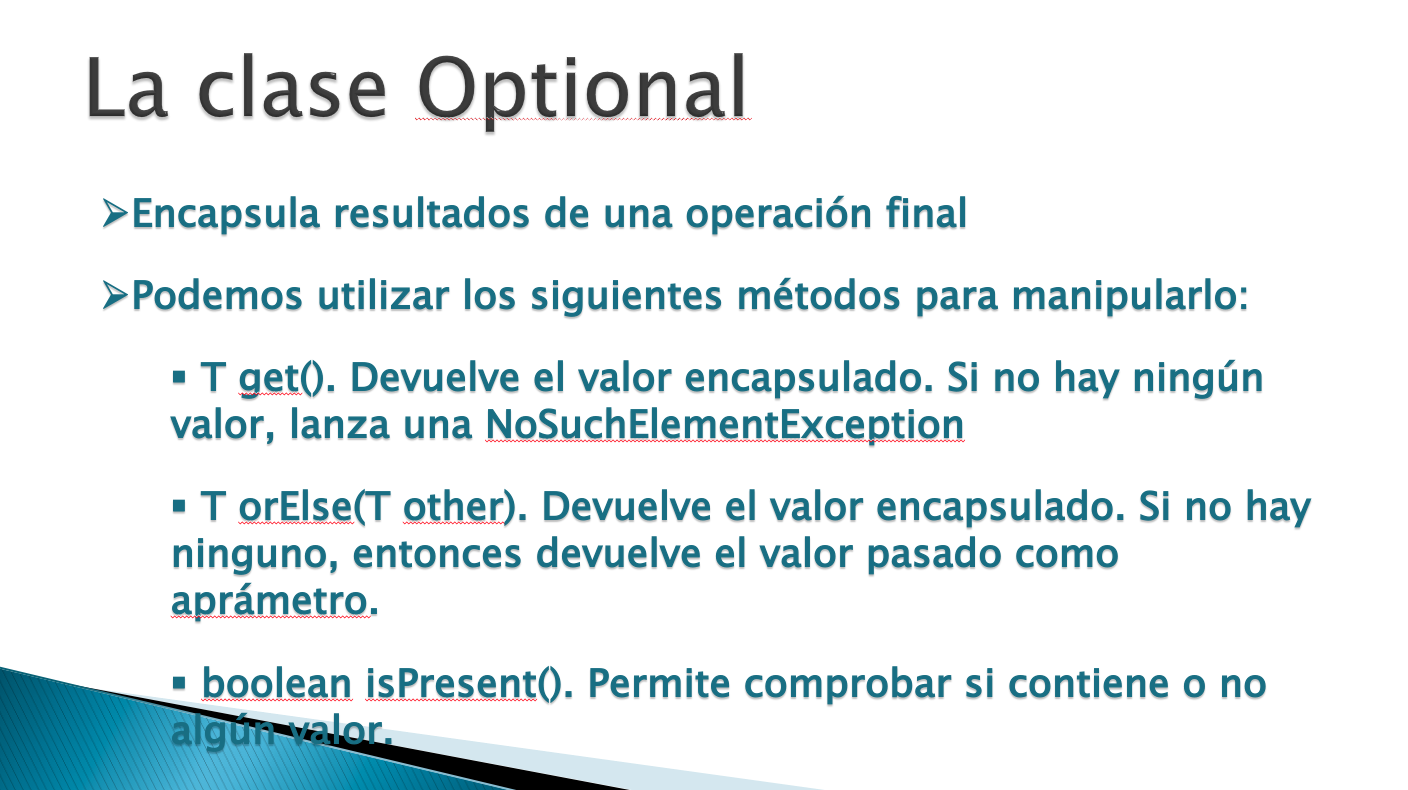 La clase Optional
➢Encapsula resultados de una operación final
➢Podemos utilizar los siguientes métodos para manipularlo:
▪ T get(). Devuelve el valor encapsulado. Si no hay ningún
valor, lanza una NoSuchElementException
▪ T orElse(T other). Devuelve el valor encapsulado. Si no hay
ninguno, entonces devuelve el valor pasado como
aprámetro.
▪ boolean isPresent(). Permite comprobar si contiene o no
algún valor.